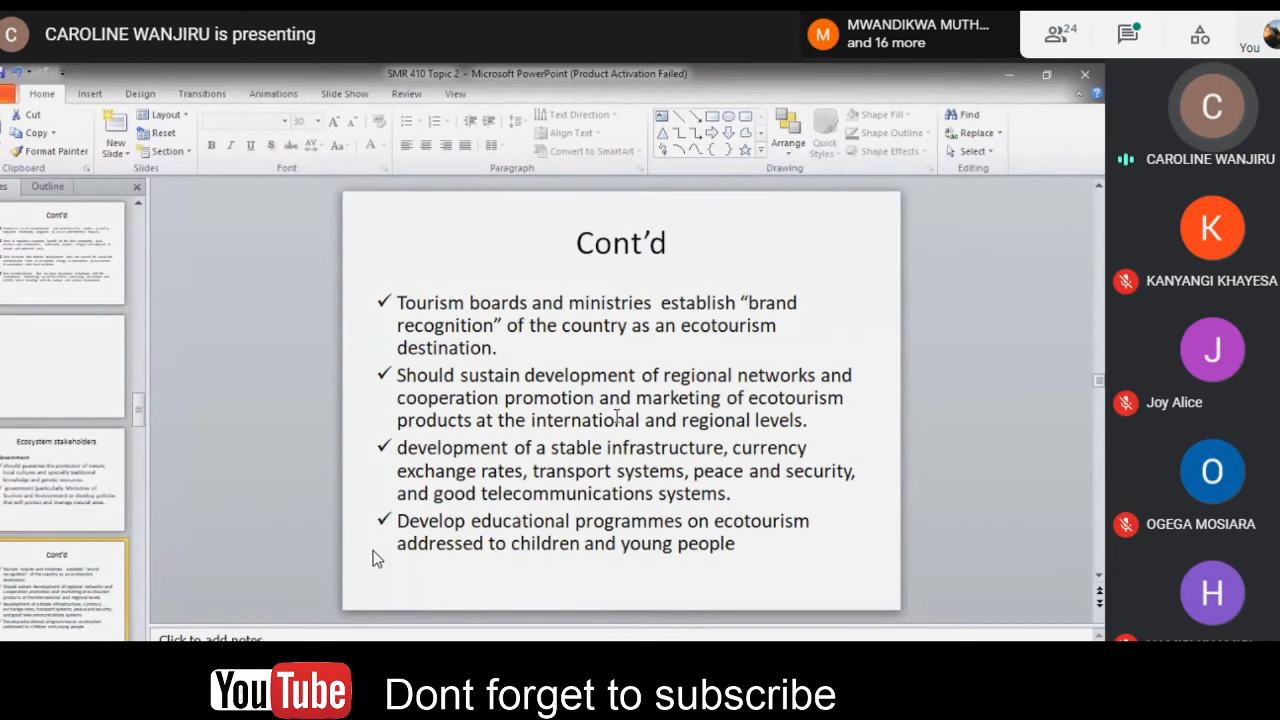 C
CAROLINE WANJIRU is presenting
M
MWANDIKWA MUTH...
and 16 more
24
You
SMR 410 Topic 2 - Microsoft PowerPoint (Product Activation Failed)
Home Insert Design Transitions Animations Slide Show Review View
Cut
Copy
Format Painter
Clipboard
New
Slide
Layout
Reset
Section
Slides
30
B I U S abc AV Aa A
Font
Text Direction
Align Text
Convert to SmartArt
Paragraph
Arrange
Quick
Styles
Shape Fill
Shape Outline
Shape Effects
Drawing
Find
Replace
Select
Editing
es Outline
Cont'd
Ecosystem stakeholders
Cont'd
Cont’d
✓ Tourism boards and ministries establish “brand
recognition” of the country as an ecotourism
destination.
✓ Should sustain development of regional networks and
cooperation promotion and marketing of ecotourism
products at the international and regional levels.
✓ development of a stable infrastructure, currency
exchange rates, transport systems, peace and security,
and good telecommunications systems.
✓ Develop educational programmes on ecotourism
addressed to children and young people
Click to add notes
C
CAROLINE WANJIRU
K
KANYANGI KHAYESA
J
Joy Alice
O
OGEGA MOSIARA
H
YouTube Dont forget to subscribe